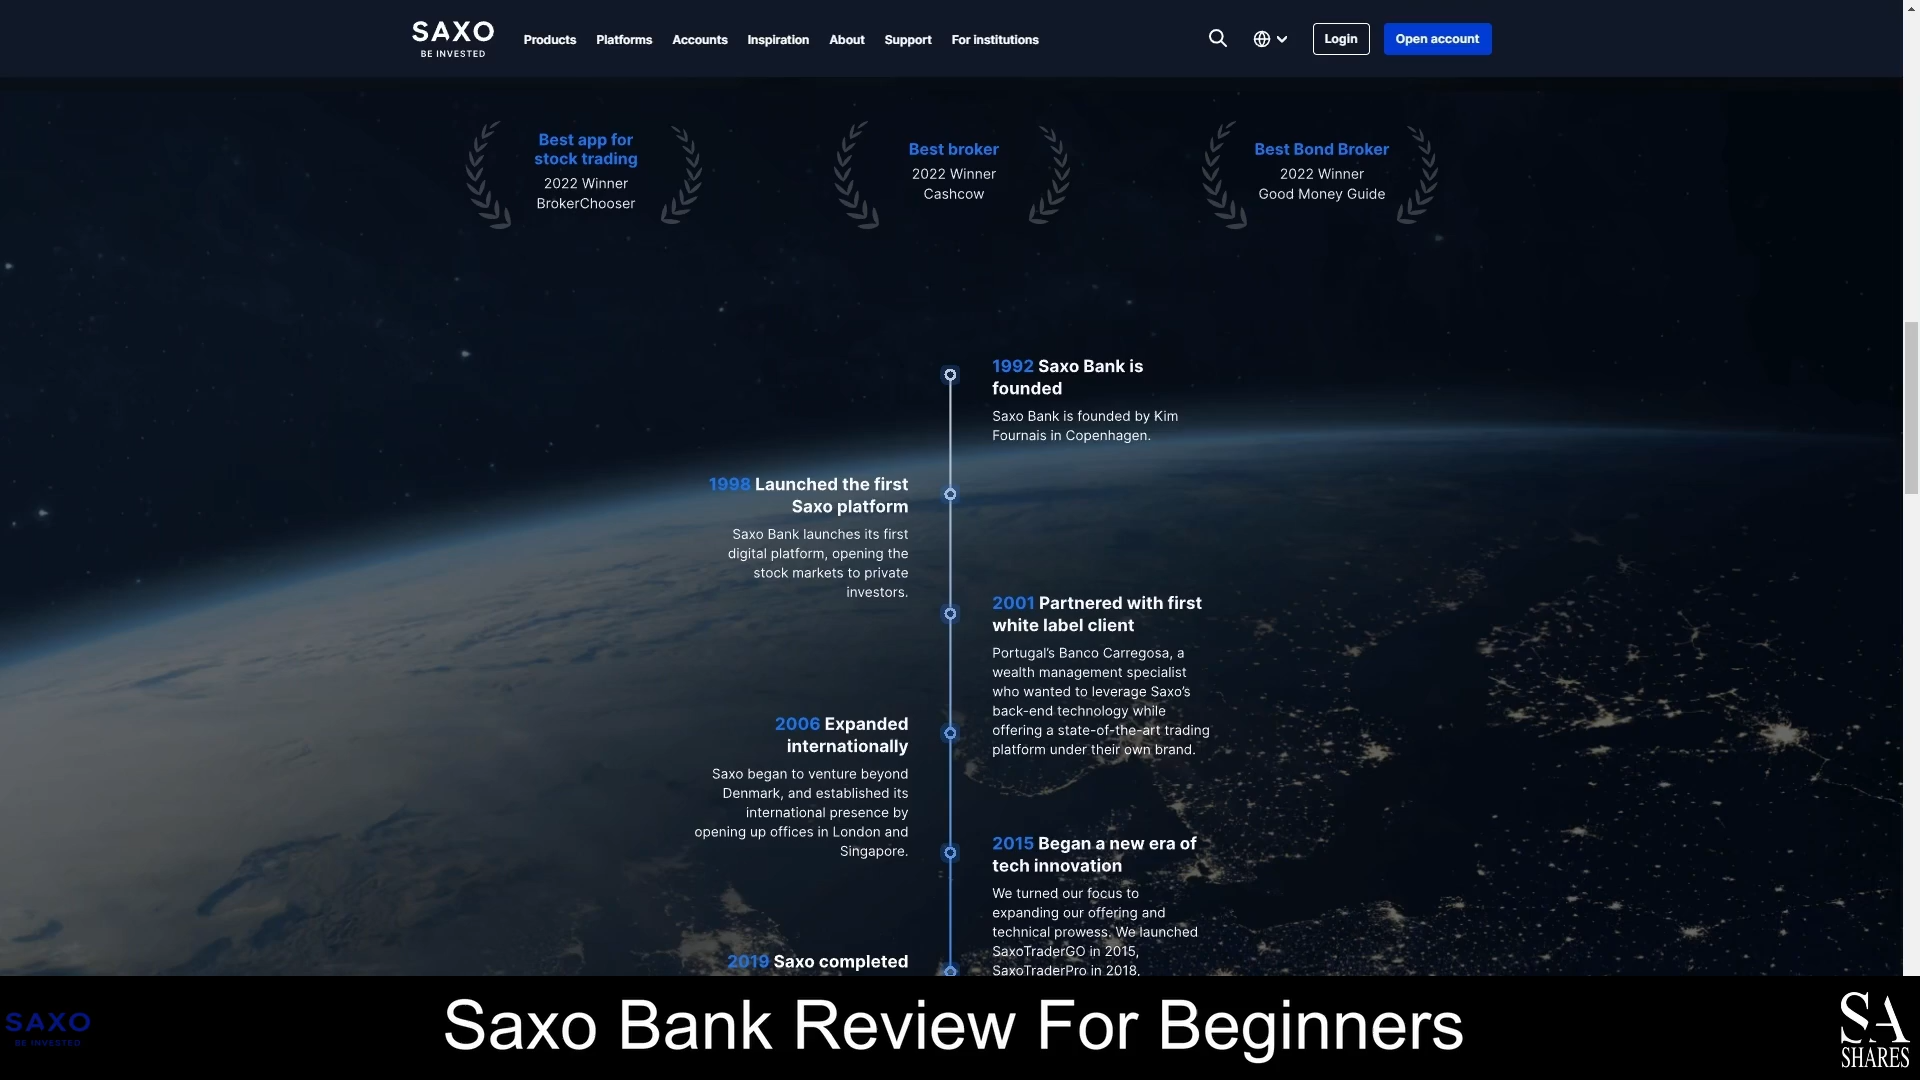 SAXO
BE INVESTED
Products
Platforms
Accounts
Inspiration
About
Support
For institutions
Login
Open account
Best app for
stock trading
2022 Winner
BrokerChooser
Best broker
2022 Winner
Cashcow
Best Bond Broker
2022 Winner
Good Money Guide
1992 Saxo Bank is
founded
Saxo Bank is founded by Kim
Fournais in Copenhagen.
1998 Launched the first
Saxo platform
Saxo Bank launches its first
digital platform, opening the
stock markets to private
investors.
2001 Partnered with first
white label client
Portugal's Banco Carregosa, a
wealth management specialist
who wanted to leverage Saxo's
back-end technology while
offering a state-of-the-art trading
platform under their own brand.
2006 Expanded
internationally
Saxo began to venture beyond
Denmark, and established its
international presence by
opening up offices in London and
Singapore.
2015 Began a new era of
tech innovation
We turned our focus to
expanding our offering and
technical prowess. We launched
SaxoTraderGO in 2015,
SaxoTraderPro in 2018.
2019 Saxo completed
SAXO
BE INVESTED
Saxo Bank Review For Beginners
SA
SHARES